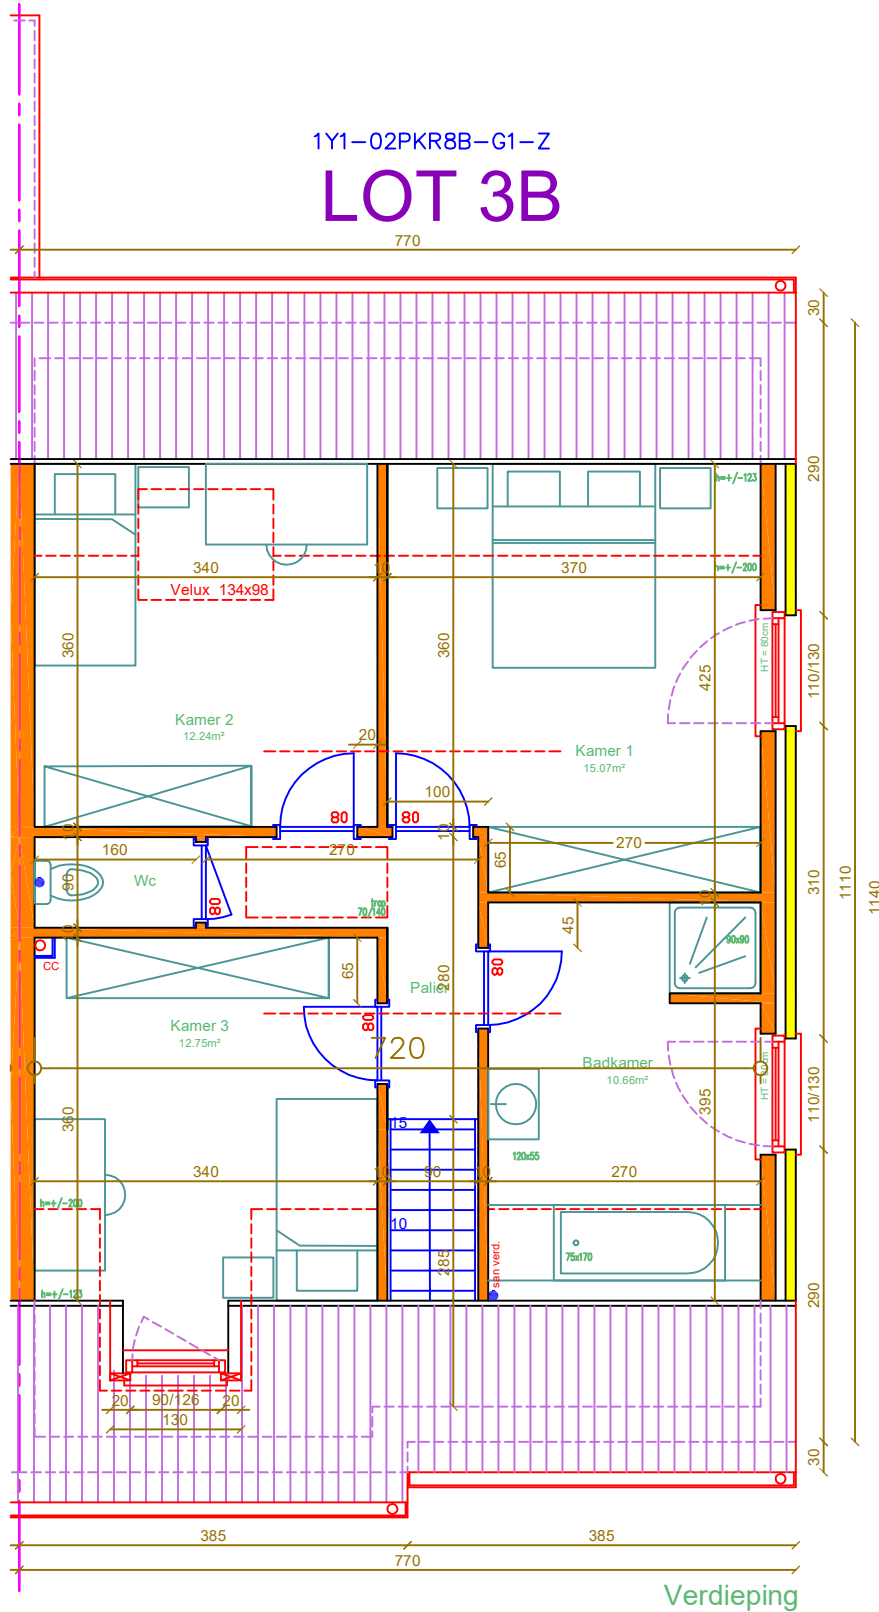 1Y1-02PKR8B-G1-Z
LOT 3B
770
30
h=+/-123
290
340
10
370
h=+/-200
Velux 134x98
360
360
425
HT = 80cm
110/130
Kamer 2
12.24m²
20
Kamer 1
15.07m²
100
80
80
10
10
160
270
65
270
90
Wc
80
trap
70/140
10
310
1110
1140
10
45
90x90
CC
65
280
Palier
80
Kamer 3
12.75m²
80
720
Badkamer
10.66m²
HT = 80cm
110/130
395
360
15
120x55
340
10
90
10
270
h=+/-200
10
285
san verd.
75x170
h=+/-123
290
20
90/126
20
130
30
385
385
770
Verdieping